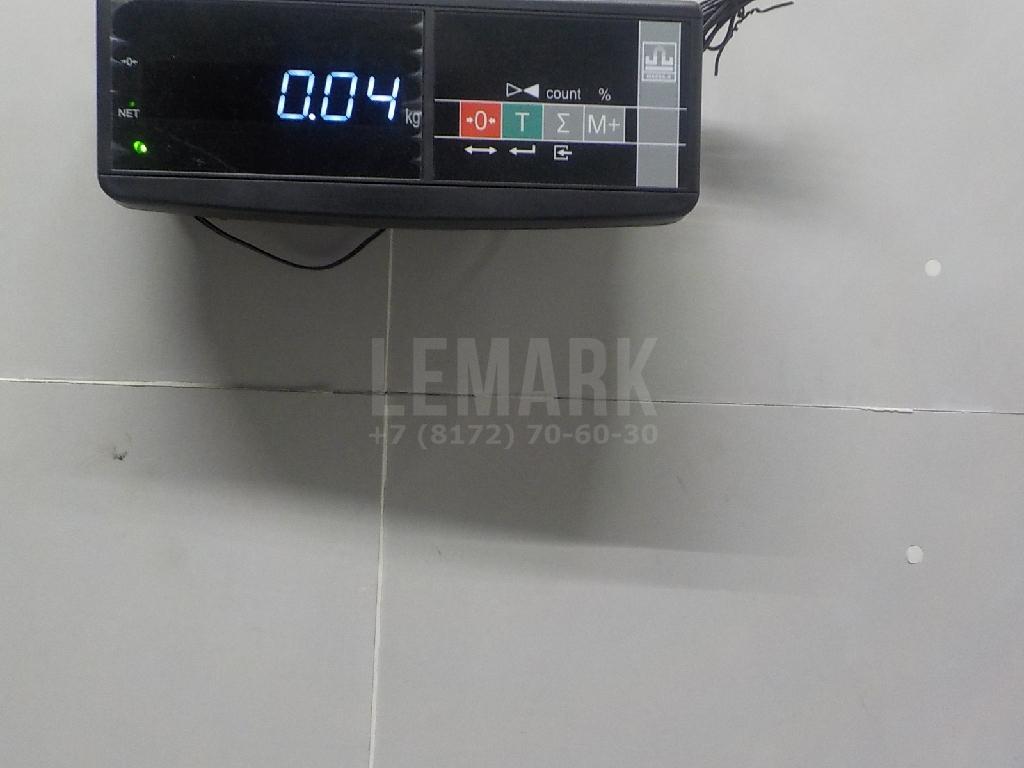 →0←
0.04
kg
NET
count %
→0← T Σ M+
LEMARK
+7 (8172) 70-60-30